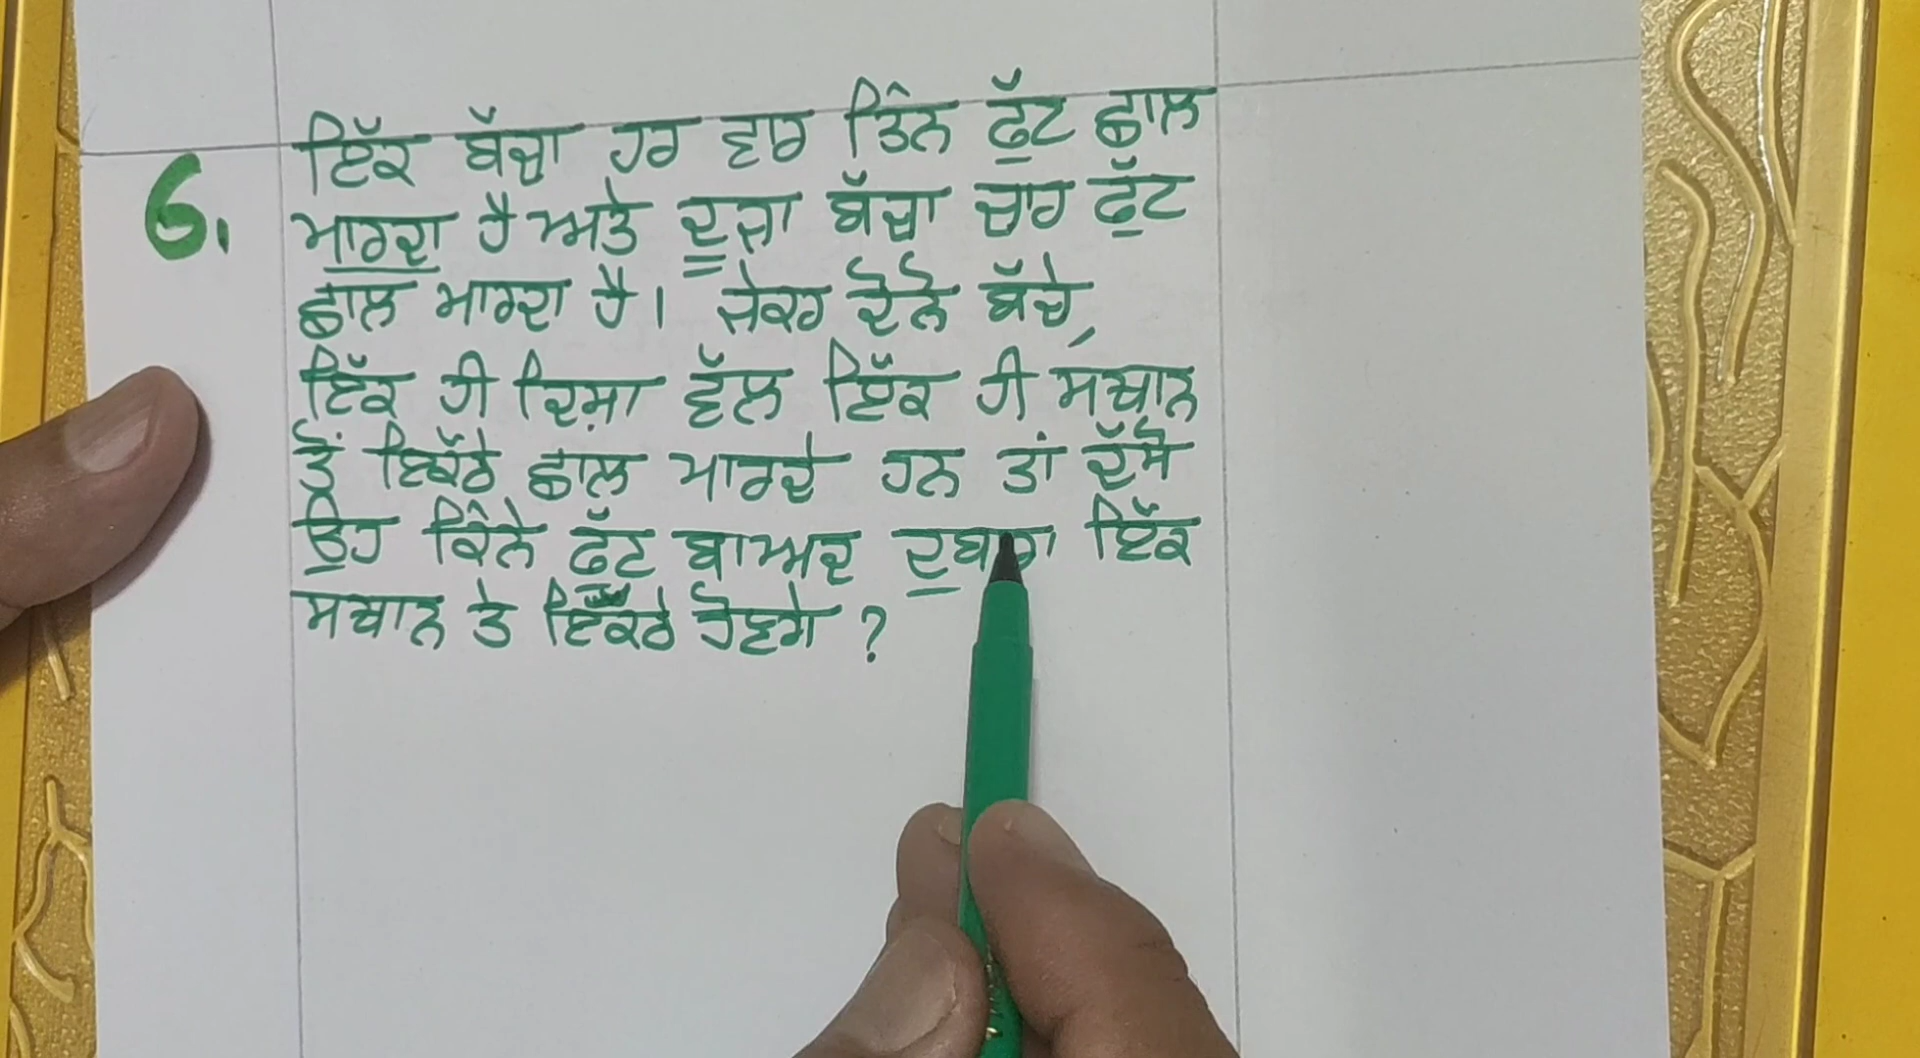 6. ਇੱਕ ਬੱਚਾ ਹਰ ਵਾਰ ਤਿੰਨ ਫੁੱਟ ਛਾਲ
ਮਾਰਦਾ ਹੈ ਅਤੇ ਦੂਜਾ ਬੱਚਾ ਚਾਰ ਫੁੱਟ
ਛਾਲ ਮਾਰਦਾ ਹੈ। ਜੇਕਰ ਦੋਨੋ ਬੱਚੇ,
ਇੱਕ ਹੀ ਦਿਸ਼ਾ ਵੱਲ ਇੱਕ ਹੀ ਸਥਾਨ
ਤੋਂ ਇਕੱਠੇ ਛਾਲ ਮਾਰਦੇ ਹਨ ਤਾਂ ਦੱਸੋ
ਉਹ ਕਿੰਨੇ ਫੁੱਟ ਬਾਅਦ ਦੁਬਾਰਾ ਇੱਕ
ਸਥਾਨ ਤੇ ਇਕੱਠੇ ਹੋਣਗੇ ?